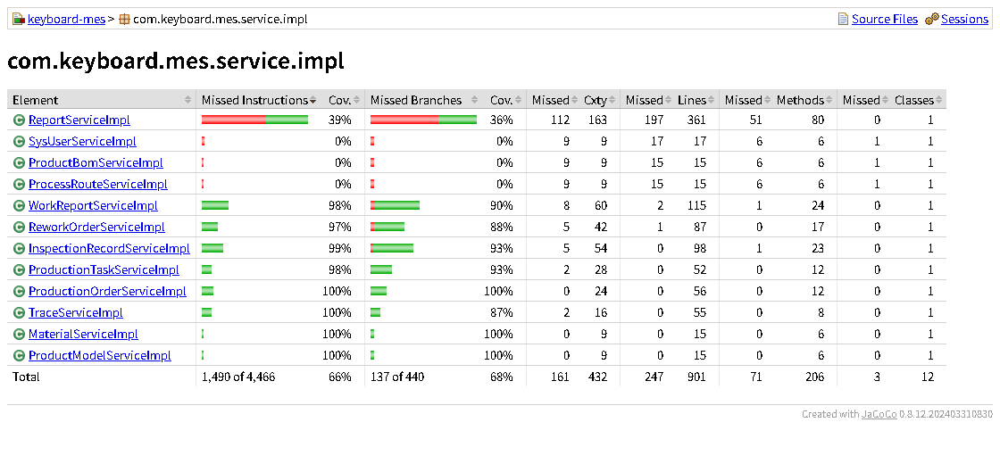 keyboard-mes > com.keyboard.mes.service.impl Source Files Sessions
com.keyboard.mes.service.impl
Element Missed Instructions Cov. Missed Branches Cov. Missed Cxty Missed Lines Missed Methods Missed Classes
ReportServiceImpl 39% 36% 112 163 197 361 51 80 0 1
SysUserServiceImpl 0% 0% 9 9 17 17 6 6 1 1
ProductBomServiceImpl 0% 0% 9 9 15 15 6 6 1 1
ProcessRouteServiceImpl 0% 0% 9 9 15 15 6 6 1 1
WorkReportServiceImpl 98% 90% 8 60 2 115 1 24 0 1
ReworkOrderServiceImpl 97% 88% 5 42 1 87 0 17 0 1
InspectionRecordServiceImpl 99% 93% 5 54 0 98 1 23 0 1
ProductionTaskServiceImpl 98% 93% 2 28 0 52 0 12 0 1
ProductionOrderServiceImpl 100% 100% 0 24 0 56 0 12 0 1
TraceServiceImpl 100% 87% 2 16 0 55 0 8 0 1
MaterialServiceImpl 100% 100% 0 9 0 15 0 6 0 1
ProductModelServiceImpl 100% 100% 0 9 0 15 0 6 0 1
Total 1,490 of 4,466 66% 137 of 440 68% 161 432 247 901 71 206 3 12
Created with JaCoCo 0.8.12.202403310830